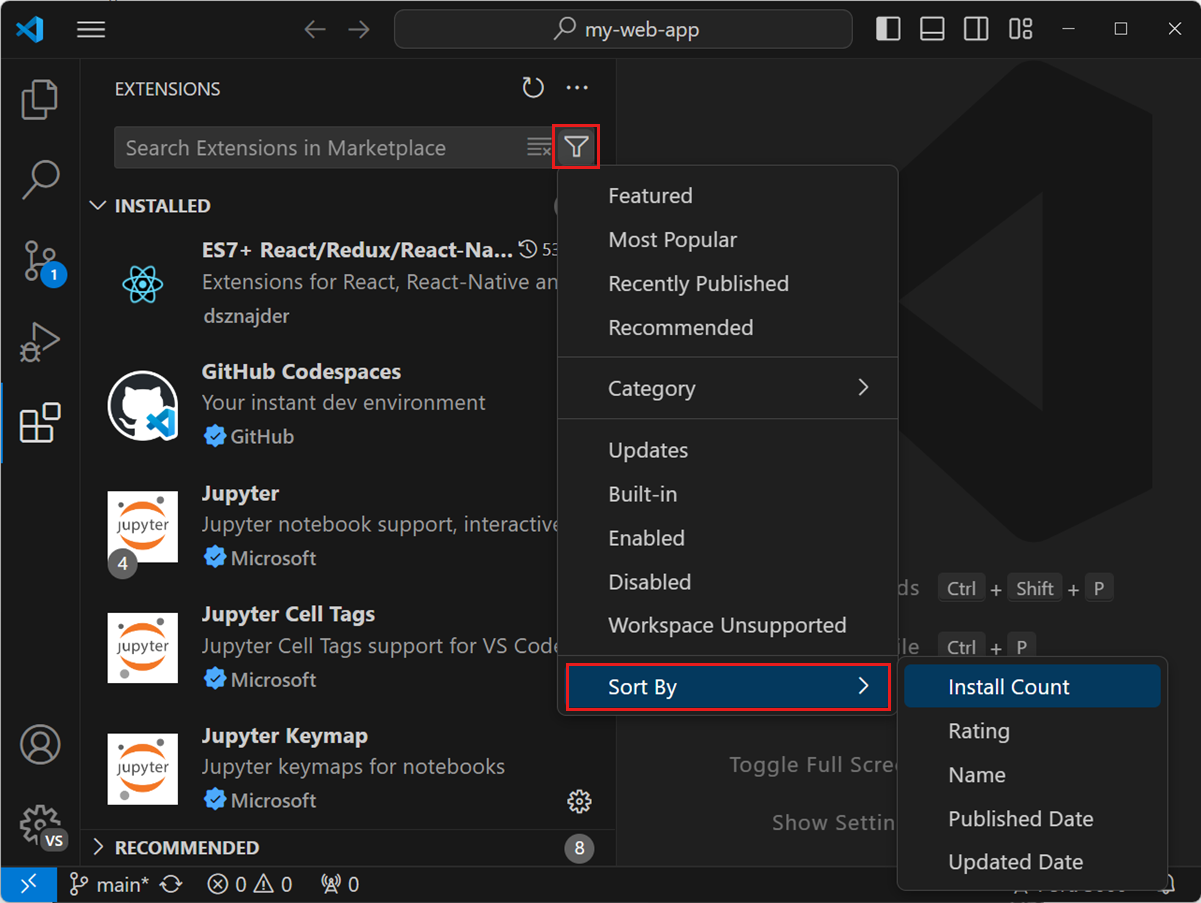 my-web-app
EXTENSIONS
Search Extensions in Marketplace
INSTALLED
ES7+ React/Redux/React-Na... 53
Extensions for React, React-Native an
dsznajder
GitHub Codespaces
Your instant dev environment
GitHub
Jupyter
Jupyter notebook support, interactive
Microsoft
jupyter
4
Jupyter Cell Tags
Jupyter Cell Tags support for VS Code
Microsoft
jupyter
Jupyter Keymap
Jupyter keymaps for notebooks
Microsoft
jupyter
RECOMMENDED
8
1
VS
Featured
Most Popular
Recently Published
Recommended
Category
Updates
Built-in
Enabled
Disabled
Workspace Unsupported
Sort By
Install Count
Rating
Name
Published Date
Updated Date
ds Ctrl + Shift + P
ile Ctrl + P
Toggle Full Scree
Show Settin
main* 0 0 0